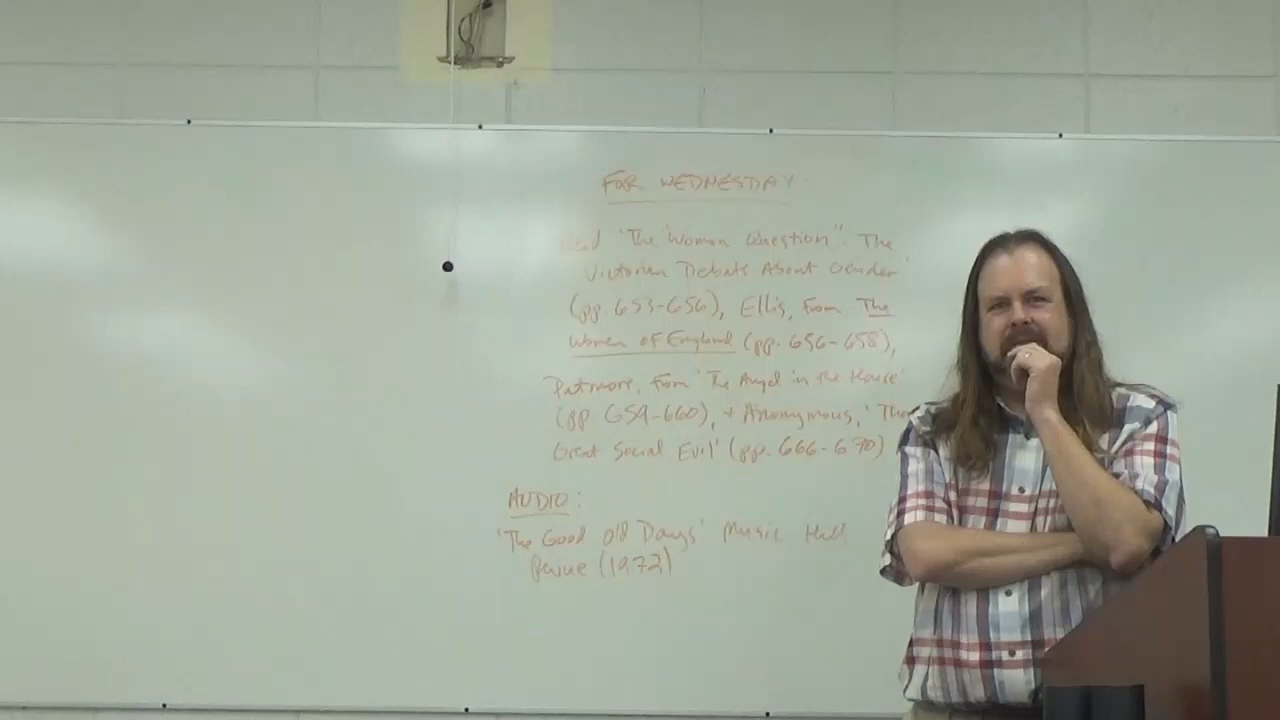 FOR WEDNESDAY:
Read 'The "Woman Question": The
Victorian Debate About Gender'
(pp 653-656), Ellis, from The
Women of England (pp. 656-658),
Patmore, from 'The Angel in the House'
(pp 659-660), + Anonymous, 'The
Great Social Evil' (pp. 666-670)
AUDIO:
'The Good Old Days' Music Hall
Revue (1972)